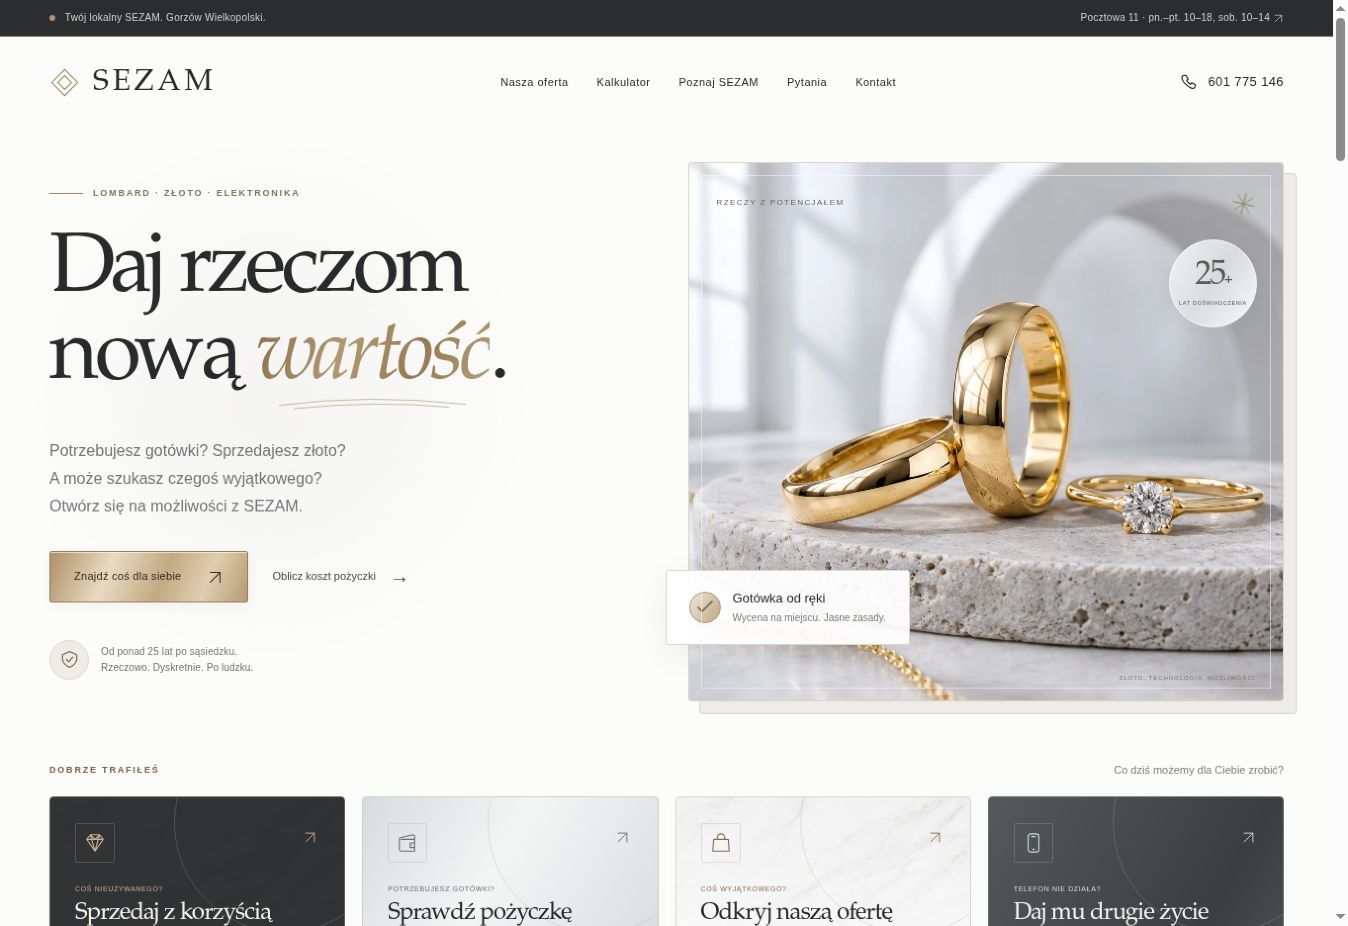 Twój lokalny SEZAM. Gorzów Wielkopolski.
Pocztowa 11 · pn.–pt. 10–18, sob. 10–14
SEZAM
Nasza oferta
Kalkulator
Poznaj SEZAM
Pytania
Kontakt
601 775 146
LOMBARD · ZŁOTO · ELEKTRONIKA
Daj rzeczom
nową wartość.
Potrzebujesz gotówki? Sprzedajesz złoto?
A może szukasz czegoś wyjątkowego?
Otwórz się na możliwości z SEZAM.
Znajdź coś dla siebie
Oblicz koszt pożyczki →
Od ponad 25 lat po sąsiedzku.
Rzeczowo. Dyskretnie. Po ludzku.
RZECZY Z POTENCJAŁEM
25+
LAT DOŚWIADCZENIA
Gotówka od ręki
Wycena na miejscu. Jasne zasady.
ZŁOTO. TECHNOLOGIA. MOŻLIWOŚCI.
DOBRZE TRAFIŁEŚ
Co dziś możemy dla Ciebie zrobić?
COŚ NIEUŻYWANEGO?
Sprzedaj z korzyścią
POTRZEBUJESZ GOTÓWKI?
Sprawdź pożyczkę
COŚ WYJĄTKOWEGO?
Odkryj naszą ofertę
TELEFON NIE DZIAŁA?
Daj mu drugie życie